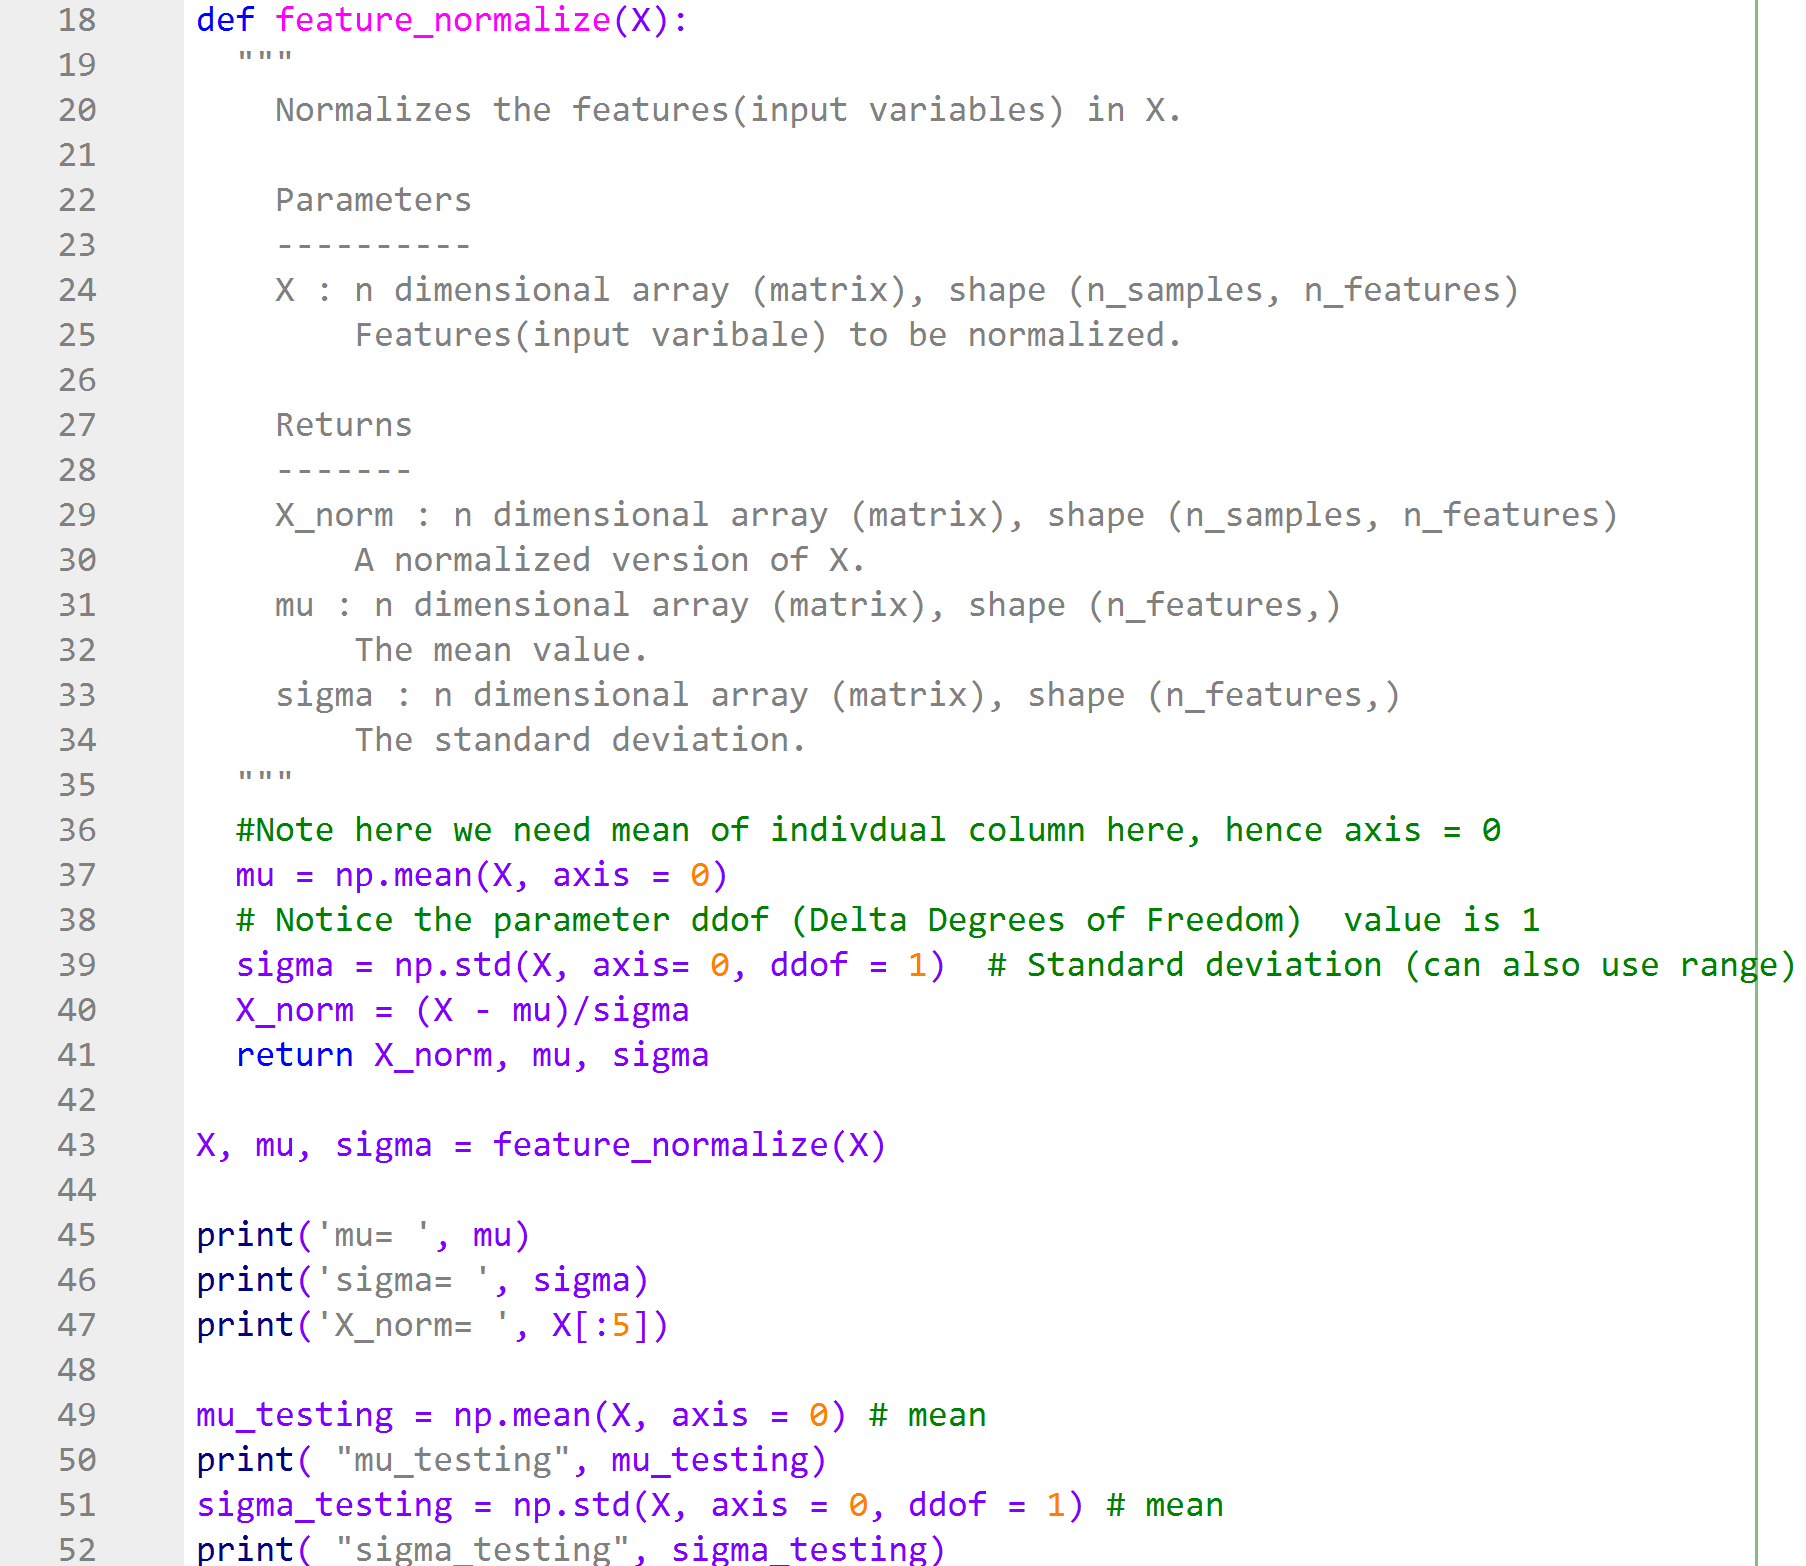 18 def feature_normalize(X):
19   """
20     Normalizes the features(input variables) in X.
21
22     Parameters
23     ----------
24     X : n dimensional array (matrix), shape (n_samples, n_features)
25         Features(input varibale) to be normalized.
26
27     Returns
28     -------
29     X_norm : n dimensional array (matrix), shape (n_samples, n_features)
30         A normalized version of X.
31     mu : n dimensional array (matrix), shape (n_features,)
32         The mean value.
33     sigma : n dimensional array (matrix), shape (n_features,)
34         The standard deviation.
35   """
36   #Note here we need mean of indivdual column here, hence axis = 0
37   mu = np.mean(X, axis = 0)
38   # Notice the parameter ddof (Delta Degrees of Freedom)  value is 1
39   sigma = np.std(X, axis= 0, ddof = 1)  # Standard deviation (can also use range)
40   X_norm = (X - mu)/sigma
41   return X_norm, mu, sigma
42
43 X, mu, sigma = feature_normalize(X)
44
45 print('mu= ', mu)
46 print('sigma= ', sigma)
47 print('X_norm= ', X[:5])
48
49 mu_testing = np.mean(X, axis = 0) # mean
50 print( "mu_testing", mu_testing)
51 sigma_testing = np.std(X, axis = 0, ddof = 1) # mean
52 print( "sigma_testing", sigma_testing)